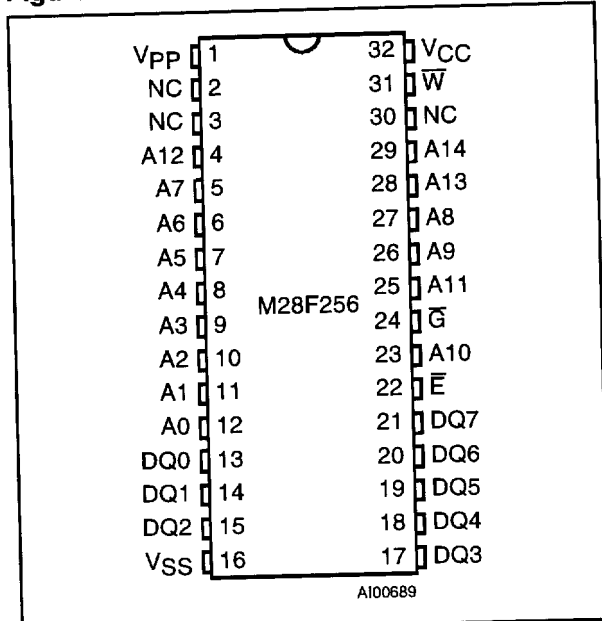 VPP 1 32 VCC
NC 2 31 W̅
NC 3 30 NC
A12 4 29 A14
A7 5 28 A13
A6 6 27 A8
A5 7 26 A9
A4 8 25 A11
M28F256
A3 9 24 G̅
A2 10 23 A10
A1 11 22 E̅
A0 12 21 DQ7
DQ0 13 20 DQ6
DQ1 14 19 DQ5
DQ2 15 18 DQ4
VSS 16 17 DQ3
AI00689